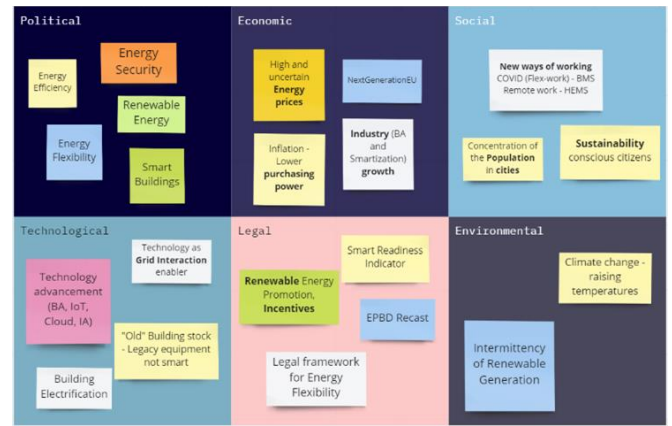 Political
Energy
Efficiency
Energy
Security
Renewable
Energy
Energy
Flexibility
Smart
Buildings
Economic
High and
uncertain
Energy
prices
NextGenerationEU
Inflation -
Lower
purchasing
power
Industry (BA
and
Smartization)
growth
Social
New ways of working
COVID (Flex-work) - BMS
Remote work - HEMS
Concentration of
the Population
in cities
Sustainability
conscious citizens
Technological
Technology as
Grid Interaction
enabler
Technology
advancement
(BA, IoT,
Cloud, IA)
"Old" Building stock
- Legacy equipment
not smart
Building
Electrification
Legal
Smart Readiness
Indicator
Renewable Energy
Promotion,
Incentives
EPBD Recast
Legal framework
for Energy
Flexibility
Environmental
Climate change -
raising
temperatures
Intermittency
of Renewable
Generation